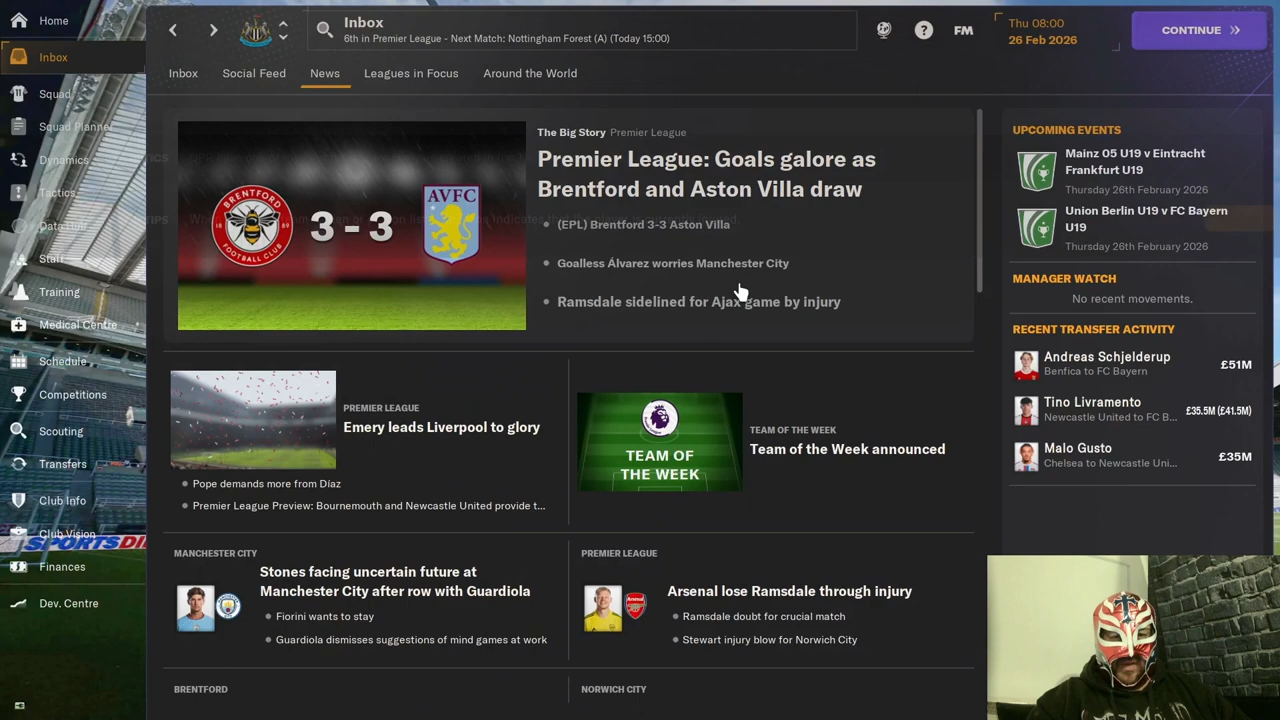 Home
Inbox
Squad
Squad Planner
Dynamics
Tactics
Staff
Training
Medical Centre
Schedule
Competitions
Scouting
Transfers
Club Info
Club Vision
Finances
Dev. Centre
Inbox
6th in Premier League - Next Match: Nottingham Forest (A) (Today 15:00)
?
FM
Thu 08:00
26 Feb 2026
CONTINUE
Inbox
Social Feed
News
Leagues in Focus
Around the World
BRENTFORD
FOOTBALL CLUB
18 89
3 - 3
AVFC
The Big Story Premier League
Premier League: Goals galore as
Brentford and Aston Villa draw
(EPL) Brentford 3-3 Aston Villa
Goalless Álvarez worries Manchester City
Ramsdale sidelined for Ajax game by injury
PREMIER LEAGUE
Emery leads Liverpool to glory
Pope demands more from Díaz
Premier League Preview: Bournemouth and Newcastle United provide t...
TEAM OF
THE WEEK
TEAM OF THE WEEK
Team of the Week announced
MANCHESTER CITY
Stones facing uncertain future at
Manchester City after row with Guardiola
Fiorini wants to stay
Guardiola dismisses suggestions of mind games at work
PREMIER LEAGUE
Arsenal lose Ramsdale through injury
Ramsdale doubt for crucial match
Stewart injury blow for Norwich City
BRENTFORD
NORWICH CITY
UPCOMING EVENTS
Mainz 05 U19 v Eintracht
Frankfurt U19
Thursday 26th February 2026
Union Berlin U19 v FC Bayern
U19
Thursday 26th February 2026
MANAGER WATCH
No recent movements.
RECENT TRANSFER ACTIVITY
Andreas Schjelderup
£51M
Benfica to FC Bayern
Tino Livramento
£35.5M (£41.5M)
Newcastle United to FC B...
Malo Gusto
£35M
Chelsea to Newcastle Uni...
SPORTS DI